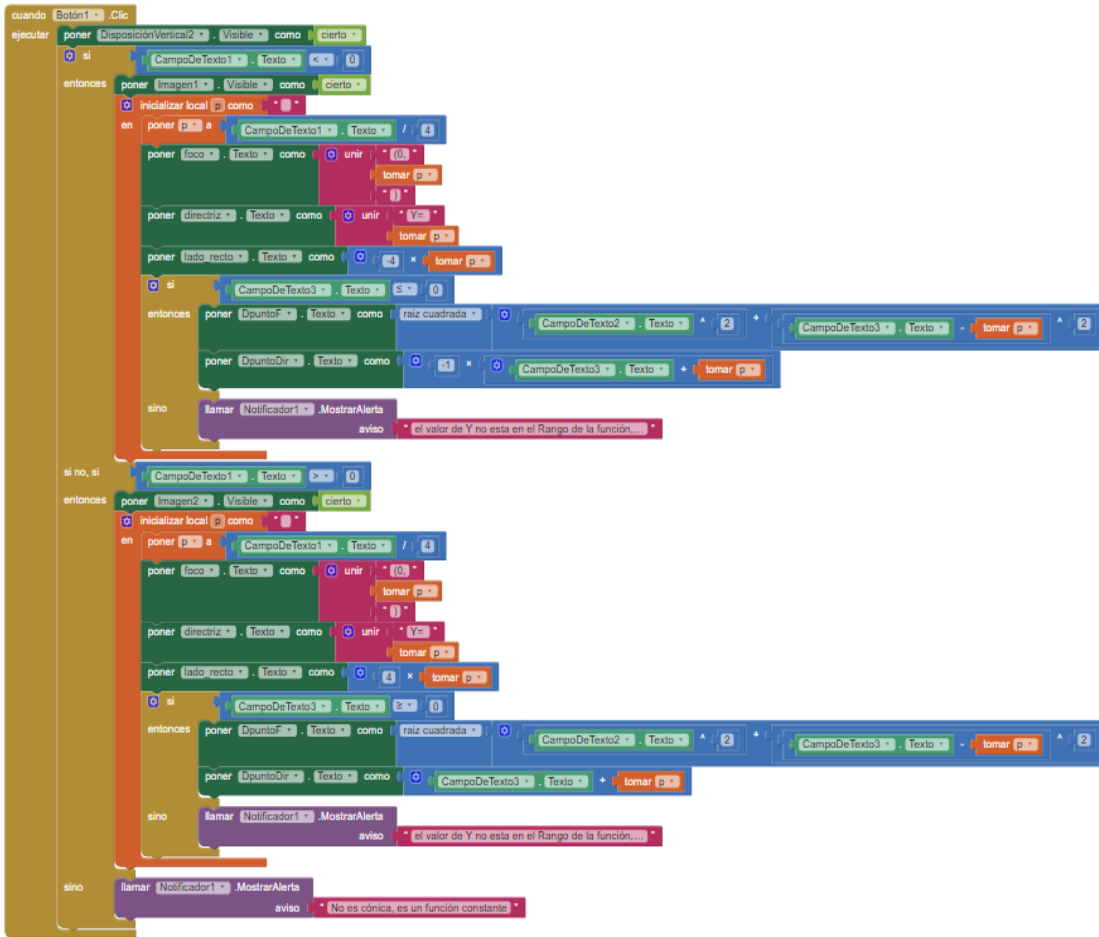 cuando Botón1 .Clic
ejecutar poner DisposiciónVertical2 . Visible como cierto
si CampoDeTexto1 . Texto < 0
entonces poner Imagen1 . Visible como cierto
inicializar local p como " "
en poner p a CampoDeTexto1 . Texto / 4
poner foco . Texto como unir "(0,"
tomar p
")"
poner directriz . Texto como unir "Y= "
tomar p
poner lado_recto . Texto como -4 × tomar p
si CampoDeTexto3 . Texto ≤ 0
entonces poner DpuntoF . Texto como raíz cuadrada CampoDeTexto2 . Texto ^ 2 + CampoDeTexto3 . Texto - tomar p ^ 2
poner DpuntoDir . Texto como -1 × CampoDeTexto3 . Texto + tomar p
sino llamar Notificador1 .MostrarAlerta
aviso "el valor de Y no esta en el Rango de la función,..."
si no, si CampoDeTexto1 . Texto > 0
entonces poner Imagen2 . Visible como cierto
inicializar local p como " "
en poner p a CampoDeTexto1 . Texto / 4
poner foco . Texto como unir "(0,"
tomar p
")"
poner directriz . Texto como unir "Y= "
tomar p
poner lado_recto . Texto como 4 × tomar p
si CampoDeTexto3 . Texto ≥ 0
entonces poner DpuntoF . Texto como raíz cuadrada CampoDeTexto2 . Texto ^ 2 + CampoDeTexto3 . Texto - tomar p ^ 2
poner DpuntoDir . Texto como CampoDeTexto3 . Texto + tomar p
sino llamar Notificador1 .MostrarAlerta
aviso "el valor de Y no esta en el Rango de la función,..."
sino llamar Notificador1 .MostrarAlerta
aviso "No es cónica, es un función constante"